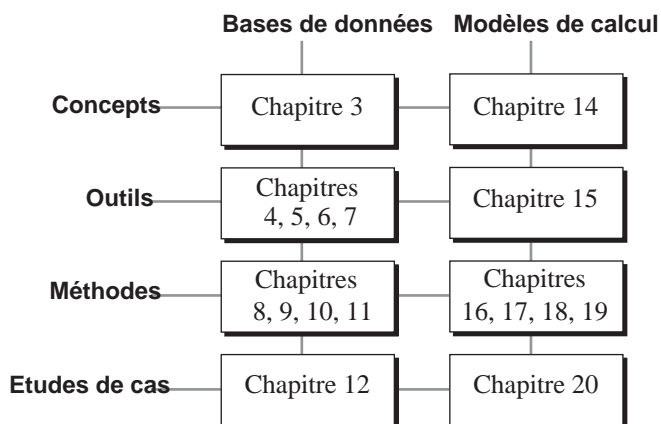 Bases de données Modèles de calcul
Concepts Chapitre 3 Chapitre 14
Outils Chapitres 4, 5, 6, 7 Chapitre 15
Méthodes Chapitres 8, 9, 10, 11 Chapitres 16, 17, 18, 19
Etudes de cas Chapitre 12 Chapitre 20